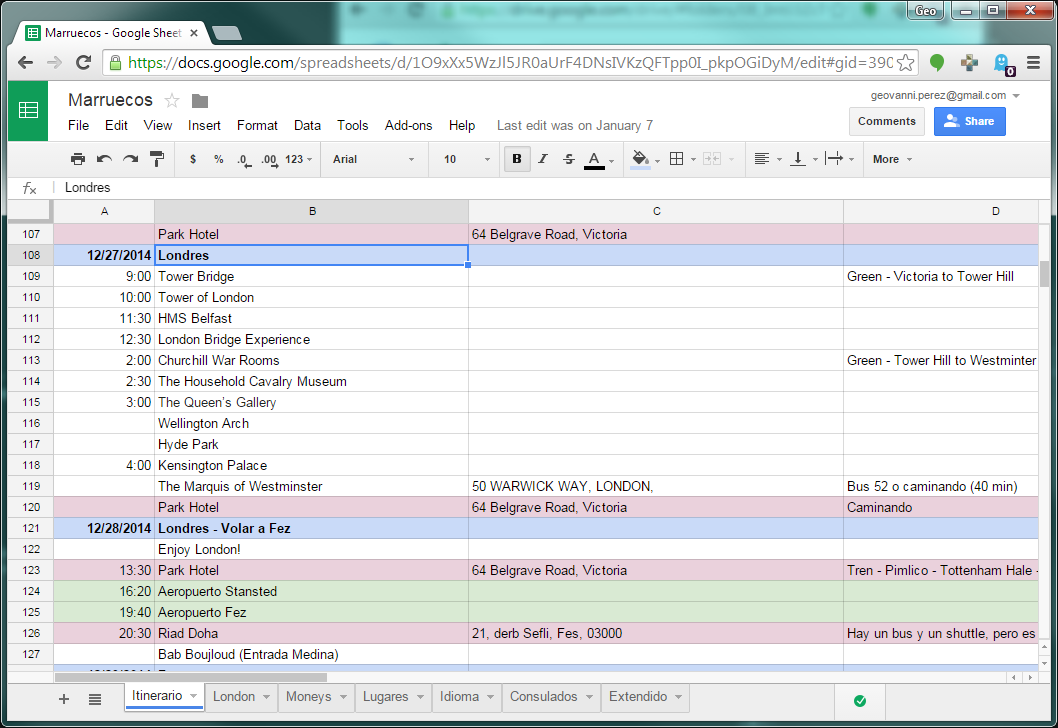 Geo
Marruecos - Google Sheet
https://docs.google.com/spreadsheets/d/1O9xXx5WzJl5JR0aUrF4DNsIVKzQFTpp0I_pkpOGiDyM/edit#gid=390
0
Marruecos
geovanni.perez@gmail.com
File Edit View Insert Format Data Tools Add-ons Help Last edit was on January 7
Comments Share
$ % .0 .00 123 Arial 10 B I S A More
fx Londres
A B C D
107 Park Hotel 64 Belgrave Road, Victoria
108 12/27/2014 Londres
109 9:00 Tower Bridge Green - Victoria to Tower Hill
110 10:00 Tower of London
111 11:30 HMS Belfast
112 12:30 London Bridge Experience
113 2:00 Churchill War Rooms Green - Tower Hill to Westminter
114 2:30 The Household Cavalry Museum
115 3:00 The Queen's Gallery
116 Wellington Arch
117 Hyde Park
118 4:00 Kensington Palace
119 The Marquis of Westminster 50 WARWICK WAY, LONDON, Bus 52 o caminando (40 min)
120 Park Hotel 64 Belgrave Road, Victoria Caminando
121 12/28/2014 Londres - Volar a Fez
122 Enjoy London!
123 13:30 Park Hotel 64 Belgrave Road, Victoria Tren - Pimlico - Tottenham Hale -
124 16:20 Aeropuerto Stansted
125 19:40 Aeropuerto Fez
126 20:30 Riad Doha 21, derb Sefli, Fes, 03000 Hay un bus y un shuttle, pero es
127 Bab Boujloud (Entrada Medina)
Itinerario London Moneys Lugares Idioma Consulados Extendido